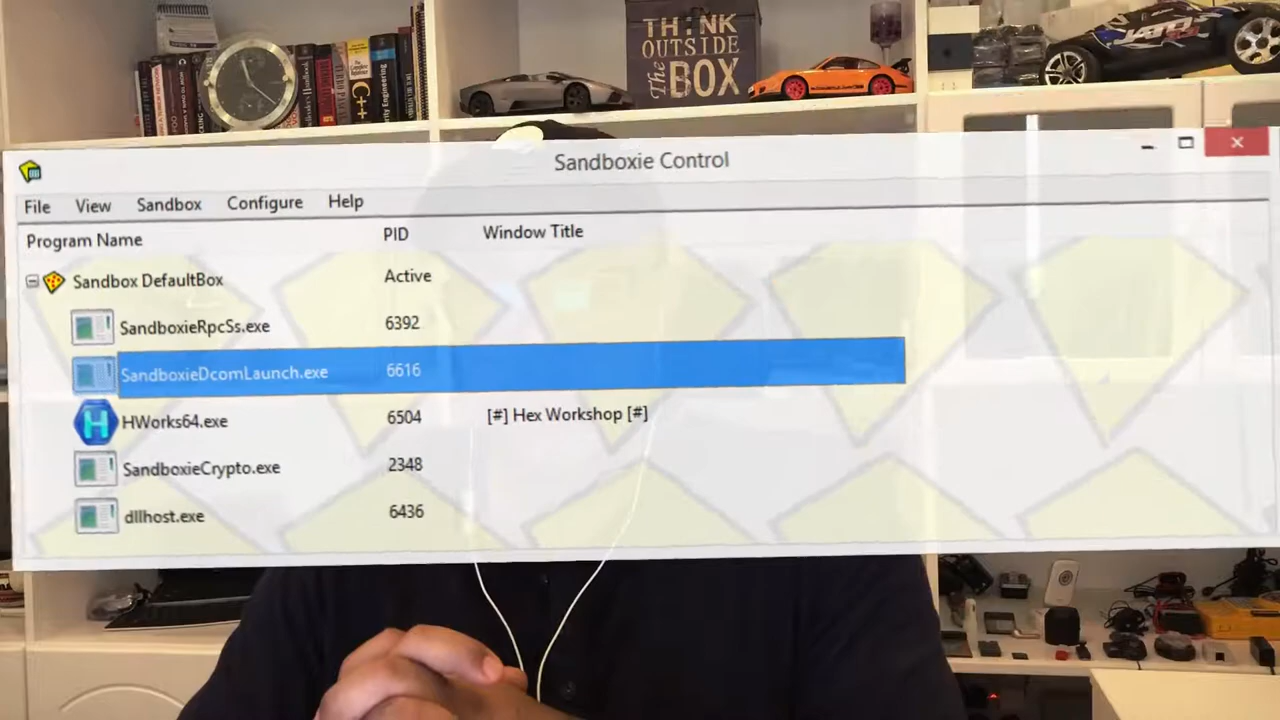 THINK
OUTSIDE
The
BOX
C++
JATO
Sandboxie Control
File View Sandbox Configure Help
Program Name PID Window Title
Sandbox DefaultBox Active
SandboxieRpcSs.exe 6392
SandboxieDcomLaunch.exe 6616
HWorks64.exe 6504 [#] Hex Workshop [#]
SandboxieCrypto.exe 2348
dllhost.exe 6436